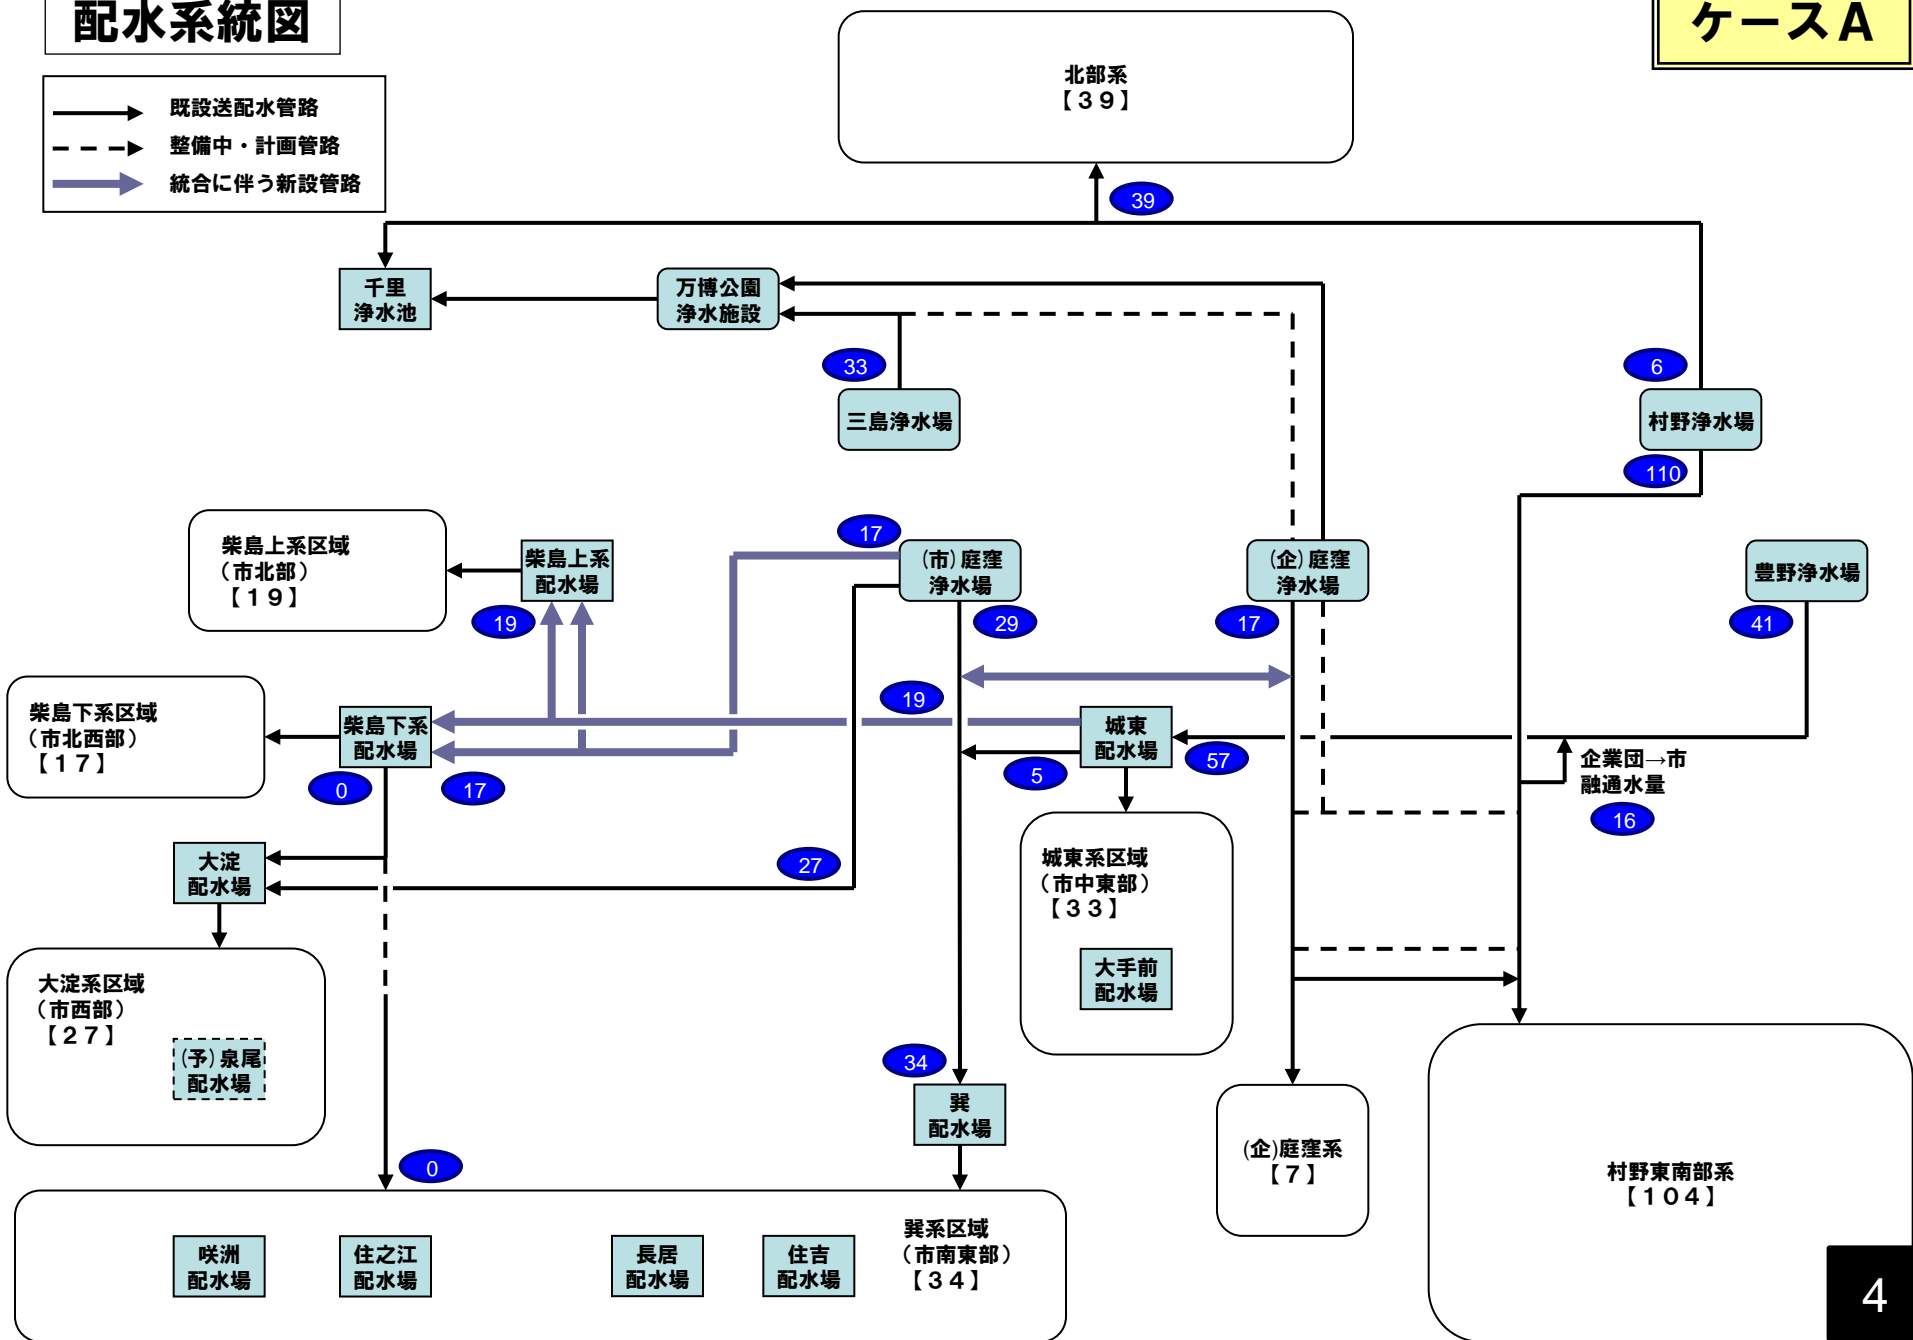 配水系統図
ケースA
既設送配水管路
整備中・計画管路
統合に伴う新設管路
北部系
【３９】
39
千里
浄水池
万博公園
浄水施設
33
三島浄水場
6
村野浄水場
110
柴島上系区域
（市北部）
【１９】
柴島上系
配水場
19
17
(市)庭窪
浄水場
29
(企)庭窪
浄水場
17
豊野浄水場
41
柴島下系区域
（市北西部）
【１７】
柴島下系
配水場
0
17
19
城東
配水場
5
57
企業団→市
融通水量
16
大淀
配水場
27
城東系区域
（市中東部）
【３３】
大手前
配水場
大淀系区域
（市西部）
【２７】
(予)泉尾
配水場
34
巽
配水場
0
(企)庭窪系
【７】
村野東南部系
【１０４】
咲洲
配水場
住之江
配水場
長居
配水場
住吉
配水場
巽系区域
（市南東部）
【３４】
4